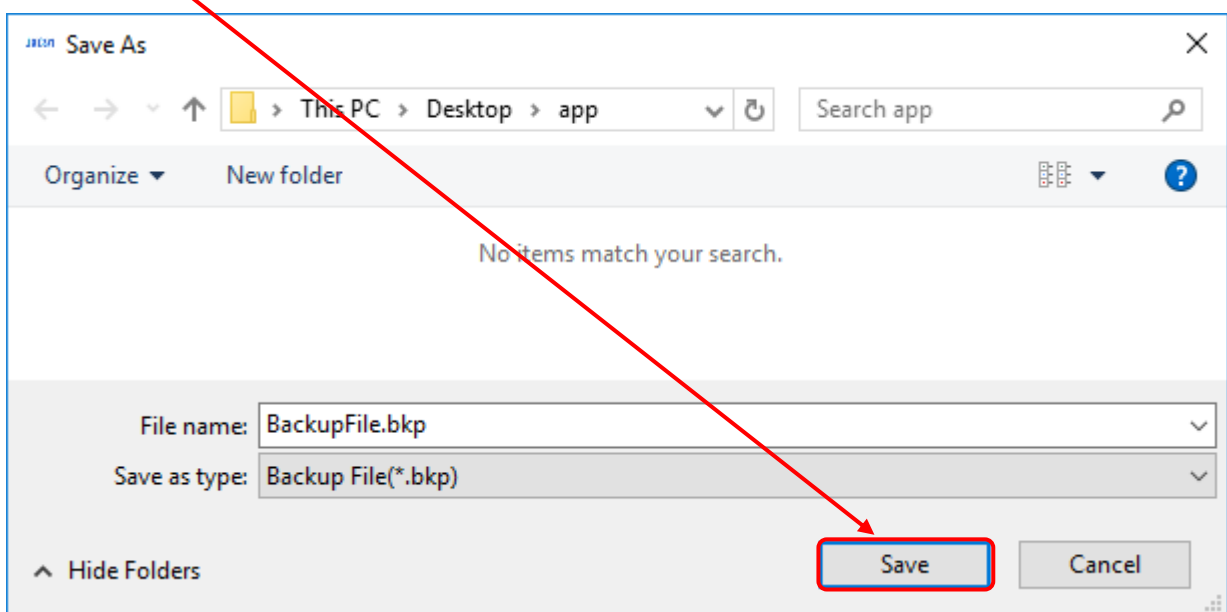 Save As
This PC > Desktop > app
Search app
Organize
New folder
?
No items match your search.
File name: BackupFile.bkp
Save as type: Backup File(*.bkp)
Hide Folders
Save
Cancel